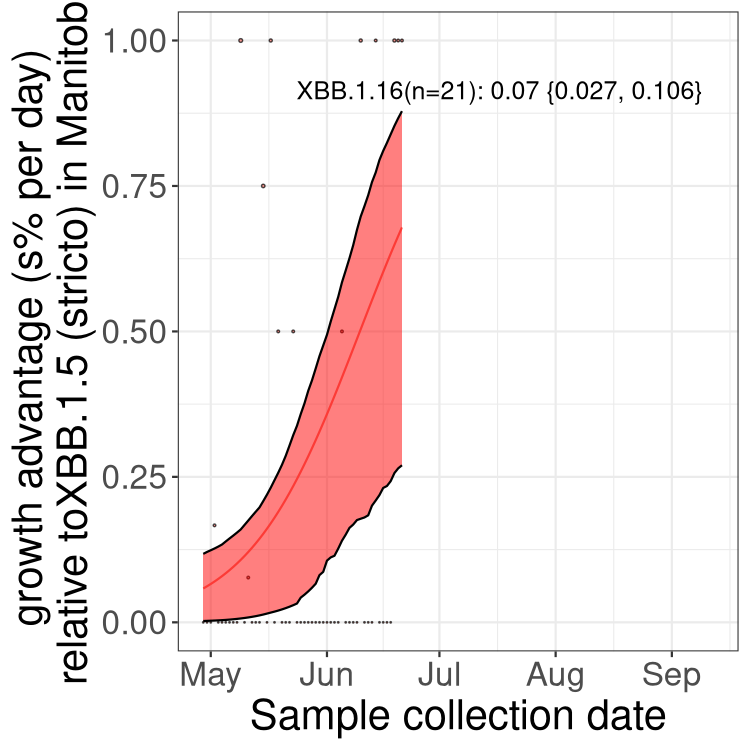 growth advantage (s% per day)
relative toXBB.1.5 (stricto) in Manitob
1.00
0.75
0.50
0.25
0.00
XBB.1.16(n=21): 0.07 {0.027, 0.106}
May Jun Jul Aug Sep
Sample collection date